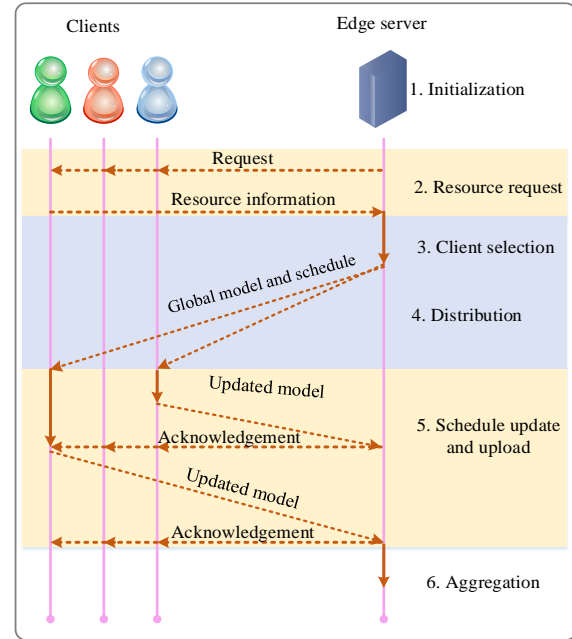 Clients
Edge server
1. Initialization
Request
2. Resource request
Resource information
3. Client selection
Global model and schedule
4. Distribution
Updated model
5. Schedule update
and upload
Acknowledgement
Updated model
Acknowledgement
6. Aggregation